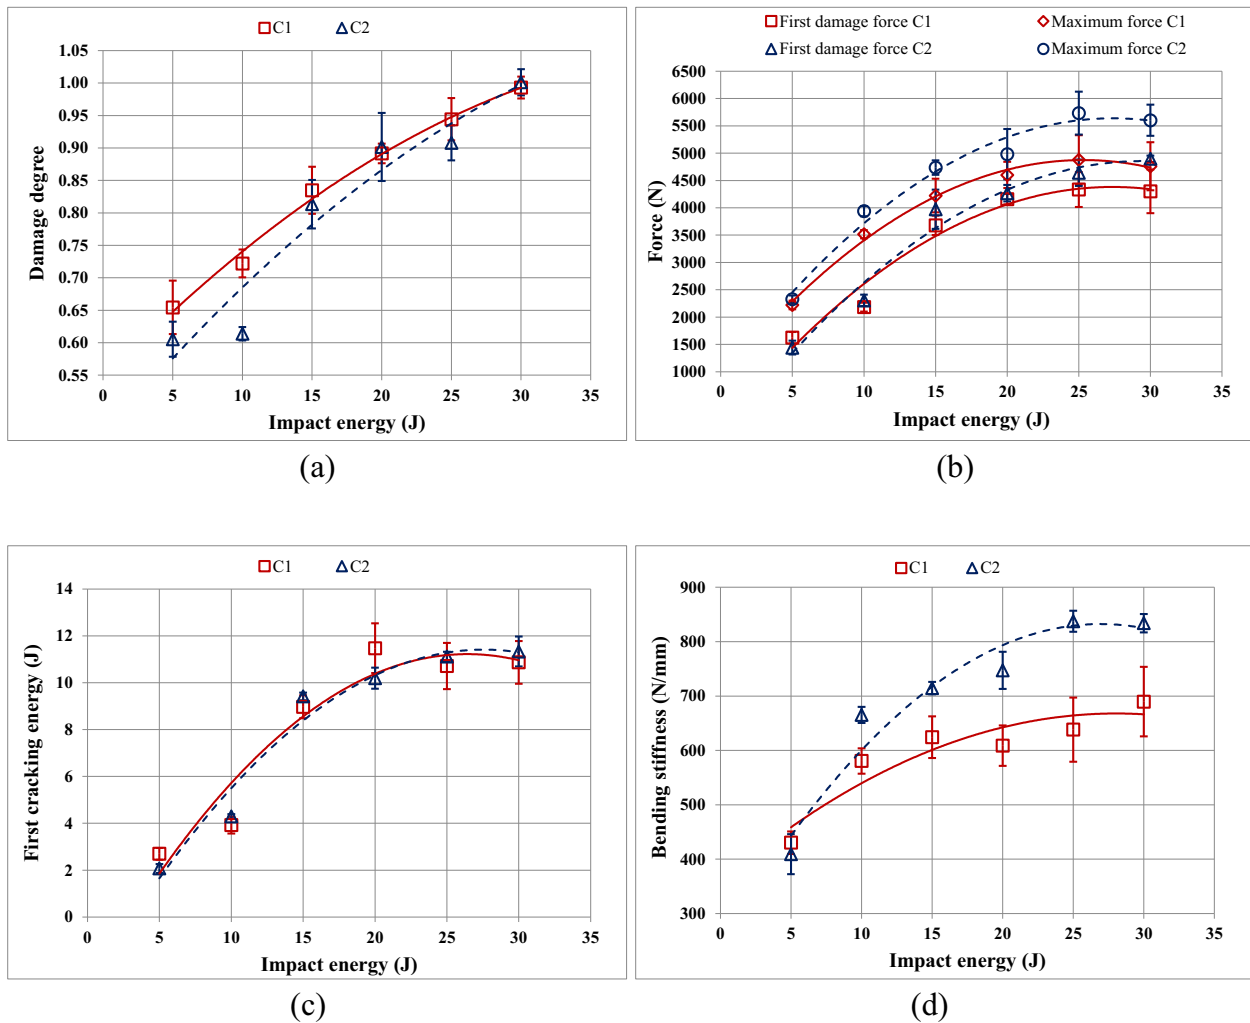 C1 C2
1.05
1.00
0.95
0.90
0.85
0.80
0.75
0.70
0.65
0.60
0.55
Damage degree
0 5 10 15 20 25 30 35
Impact energy (J)
(a)
First damage force C1 Maximum force C1
First damage force C2 Maximum force C2
6500
6000
5500
5000
4500
4000
3500
3000
2500
2000
1500
1000
Force (N)
0 5 10 15 20 25 30 35
Impact energy (J)
(b)
C1 C2
14
12
10
8
6
4
2
0
First cracking energy (J)
0 5 10 15 20 25 30 35
Impact energy (J)
(c)
C1 C2
900
800
700
600
500
400
300
Bending stiffness (N/mm)
0 5 10 15 20 25 30 35
Impact energy (J)
(d)